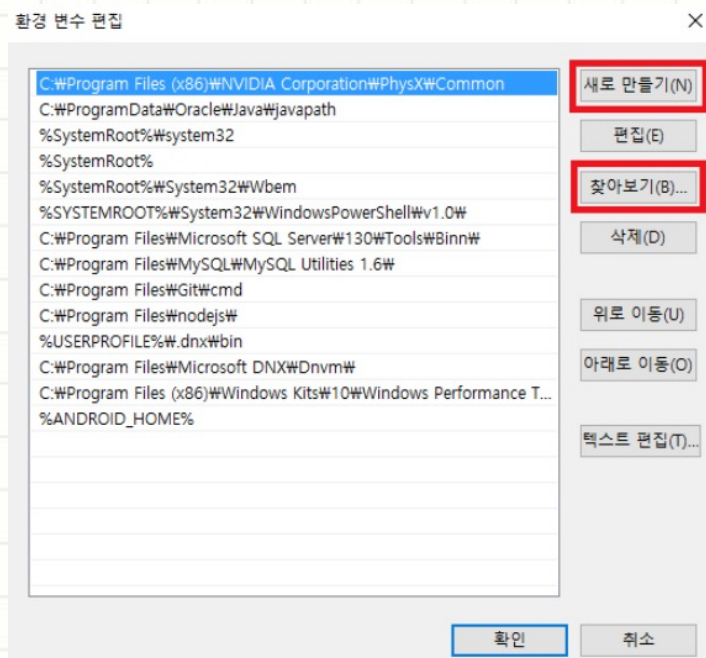 환경 변수 편집
C:₩Program Files (x86)₩NVIDIA Corporation₩PhysX₩Common
C:₩ProgramData₩Oracle₩Java₩javapath
%SystemRoot%₩system32
%SystemRoot%
%SystemRoot%₩System32₩Wbem
%SYSTEMROOT%₩System32₩WindowsPowerShell₩v1.0₩
C:₩Program Files₩Microsoft SQL Server₩130₩Tools₩Binn₩
C:₩Program Files₩MySQL₩MySQL Utilities 1.6₩
C:₩Program Files₩Git₩cmd
C:₩Program Files₩nodejs₩
%USERPROFILE%₩.dnx₩bin
C:₩Program Files₩Microsoft DNX₩Dnvm₩
C:₩Program Files (x86)₩Windows Kits₩10₩Windows Performance T...
%ANDROID_HOME%
새로 만들기(N)
편집(E)
찾아보기(B)...
삭제(D)
위로 이동(U)
아래로 이동(O)
텍스트 편집(T)...
확인
취소